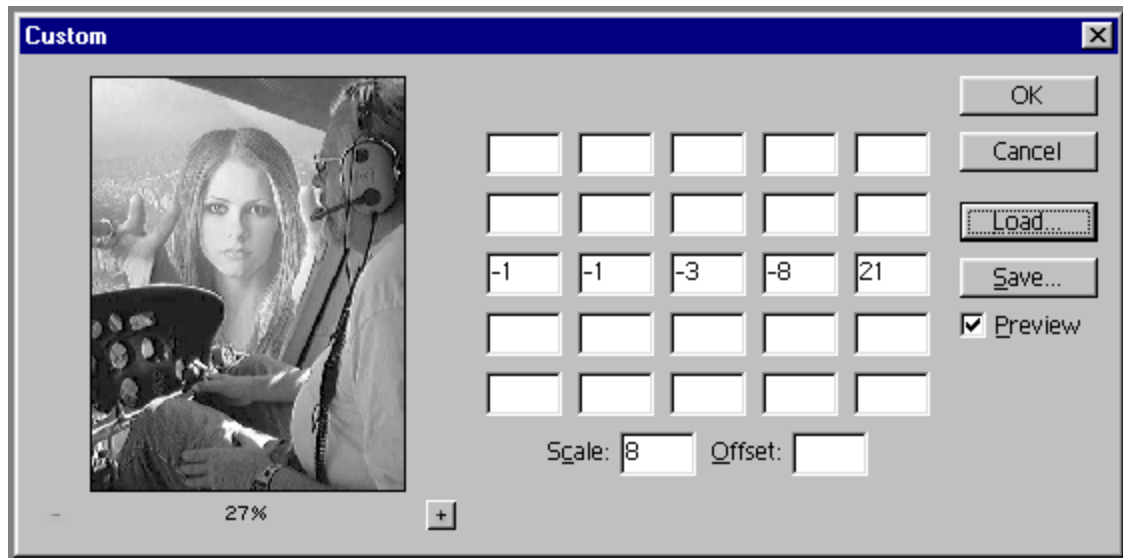 Custom
OK
Cancel
Load...
-1 -1 -3 -8 21
Save...
Preview
Scale: 8 Offset:
27%
+